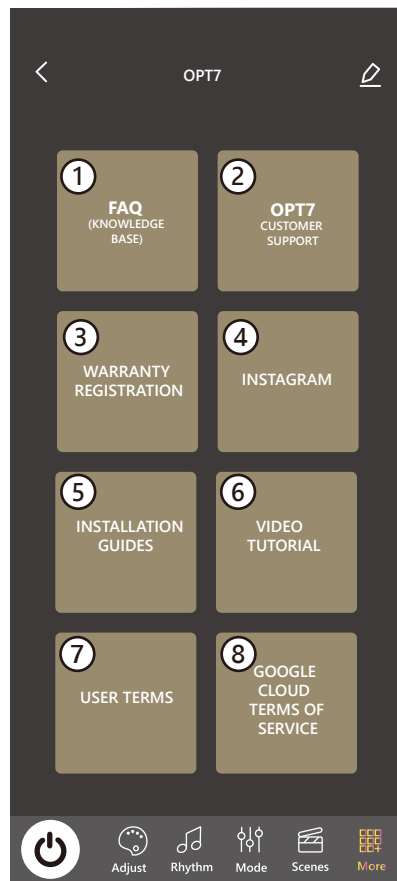 OPT7
1
FAQ
(KNOWLEDGE
BASE)
2
OPT7
CUSTOMER
SUPPORT
3
WARRANTY
REGISTRATION
4
INSTAGRAM
5
INSTALLATION
GUIDES
6
VIDEO
TUTORIAL
7
USER TERMS
8
GOOGLE
CLOUD
TERMS OF
SERVICE
Adjust
Rhythm
Mode
Scenes
More